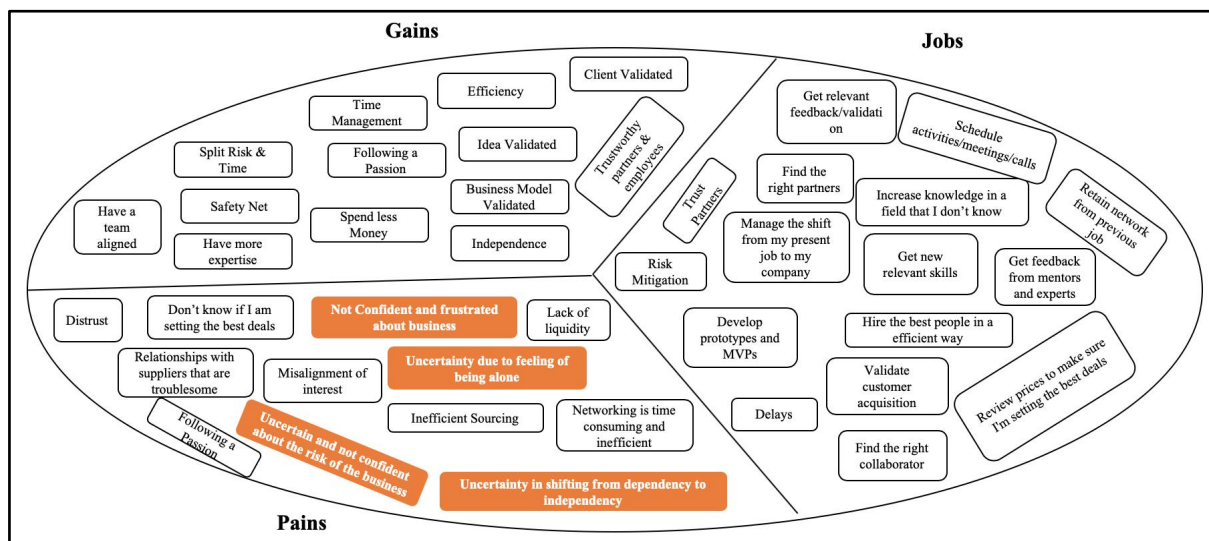 Gains
Client Validated
Efficiency
Time
Management
Idea Validated
Trustworthy
partners &
employees
Split Risk &
Time
Following a
Passion
Business Model
Validated
Safety Net
Have a
team
aligned
Spend less
Money
Have more
expertise
Independence
Jobs
Get relevant
feedback/validati
on
Schedule
activities/meetings/calls
Find the
right partners
Trust
Partners
Increase knowledge in a
field that I don't know
Retain network
from previous
job
Manage the shift
from my present
job to my
company
Risk
Mitigation
Get new
relevant skills
Get feedback
from mentors
and experts
Develop
prototypes and
MVPs
Hire the best people in a
efficient way
Validate
customer
acquisition
Review prices to make sure
I'm setting the best deals
Delays
Find the right
collaborator
Distrust
Don't know if I am
setting the best deals
Not Confident and frustrated
about business
Lack of
liquidity
Relationships with
suppliers that are
troublesome
Misalignment of
interest
Uncertainty due to feeling of
being alone
Following a
Passion
Uncertain and not confident
about the risk of the business
Inefficient Sourcing
Networking is time
consuming and
inefficient
Uncertainty in shifting from dependency to
independency
Pains